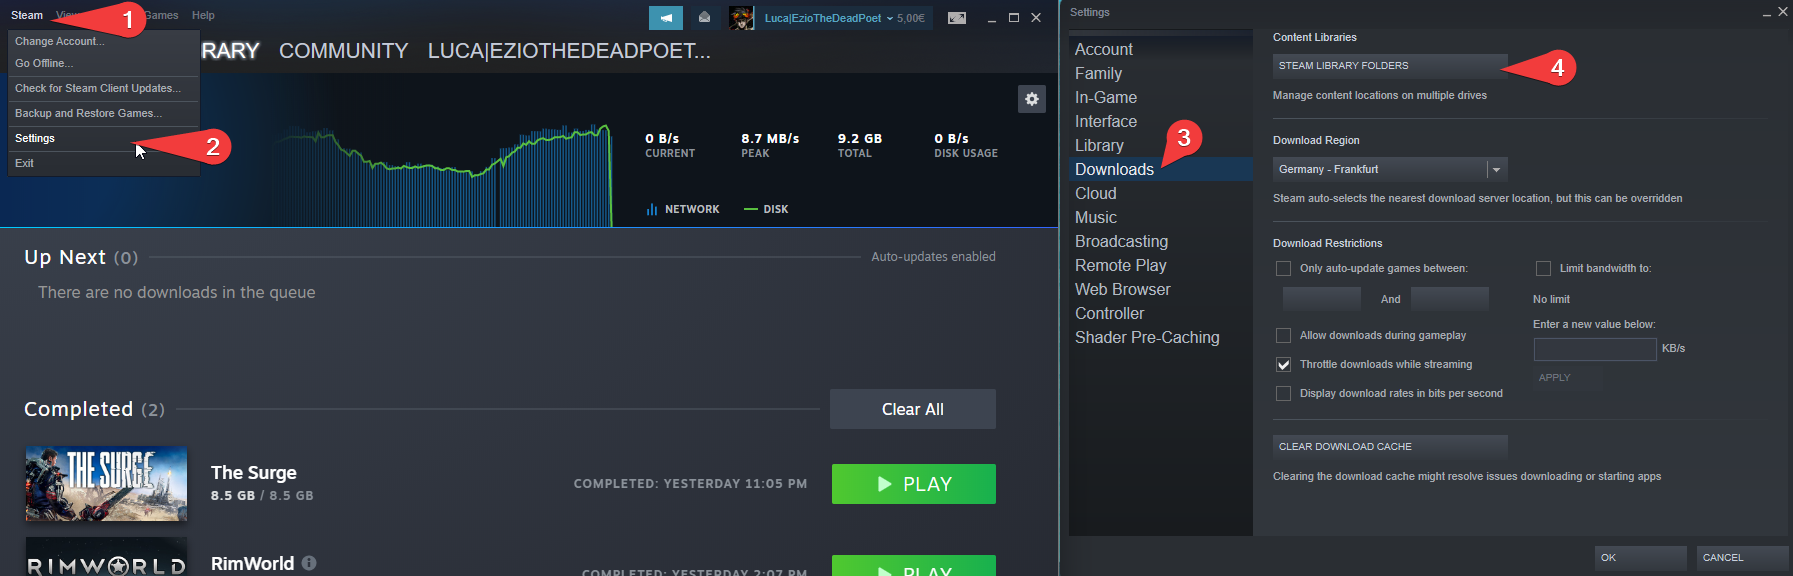 Steam View Games Help
1
Luca|EzioTheDeadPoet 5,00€
Change Account...
Go Offline...
Check for Steam Client Updates...
Backup and Restore Games...
Settings
Exit
2
RARY COMMUNITY LUCA|EZIOTHEDEADPOET...
0 B/s 8.7 MB/s 9.2 GB 0 B/s
CURRENT PEAK TOTAL DISK USAGE
NETWORK DISK
Up Next (0) Auto-updates enabled
There are no downloads in the queue
Completed (2) Clear All
THE SURGE
The Surge
8.5 GB / 8.5 GB
COMPLETED: YESTERDAY 11:05 PM
PLAY
RIMWORLD
RimWorld
COMPLETED: YESTERDAY 2:07 PM
PLAY
Settings
Account
Family
In-Game
Interface
Library
3
Downloads
Cloud
Music
Broadcasting
Remote Play
Web Browser
Controller
Shader Pre-Caching
Content Libraries
STEAM LIBRARY FOLDERS
4
Manage content locations on multiple drives
Download Region
Germany - Frankfurt
Steam auto-selects the nearest download server location, but this can be overridden
Download Restrictions
Only auto-update games between:
And
Allow downloads during gameplay
Throttle downloads while streaming
Display download rates in bits per second
Limit bandwidth to:
No limit
Enter a new value below:
KB/s
APPLY
CLEAR DOWNLOAD CACHE
Clearing the download cache might resolve issues downloading or starting apps
OK CANCEL